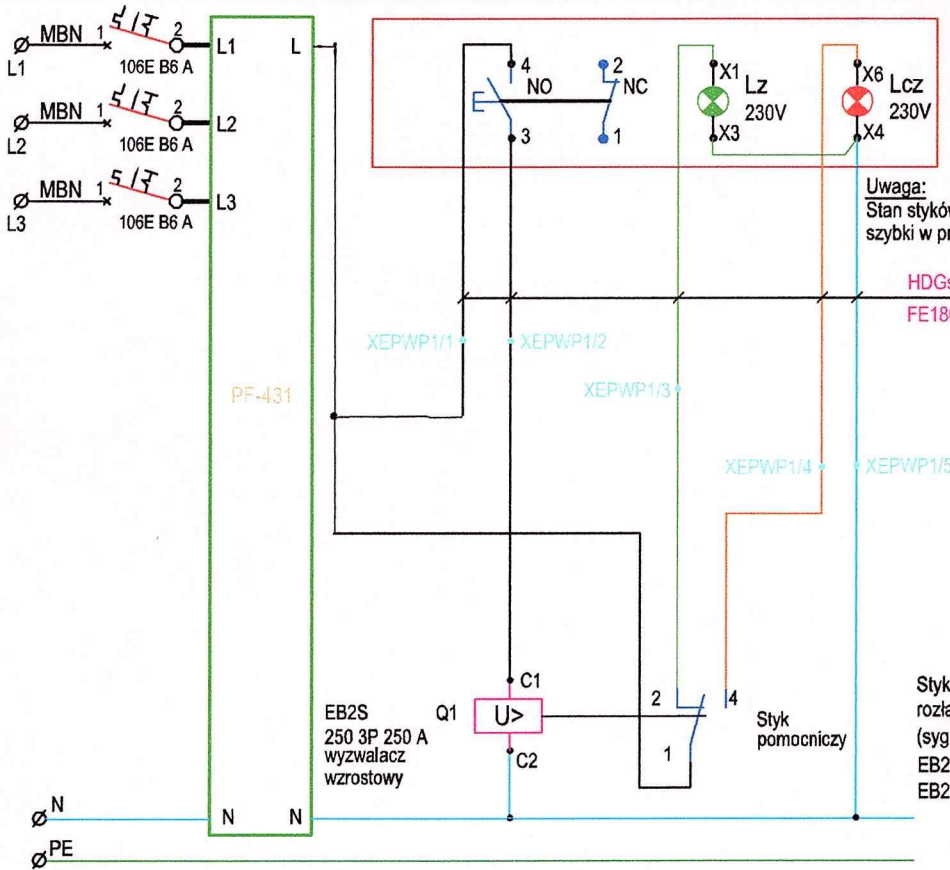 MBN 1 2 L1 L
L1
106E B6 A
4 2
NO NC
3 1
X1 Lz
230V
X3
X6 Lcz
230V
X4
MBN 1 2 L2
L2
106E B6 A
MBN 1 2 L3
L3
106E B6 A
Uwaga:
Stan styków
szybki w pr
HDGs
FE180
XEPWP1/1 XEPWP1/2
XEPWP1/3
PF-431
XEPWP1/4 XEPWP1/5
C1
Q1 U>
C2
EB2S
250 3P 250 A
wyzwalacz
wzrostowy
2 4
1
Styk
pomocniczy
Styk
rozła
(syg
EB2
EB2
N N N
PE